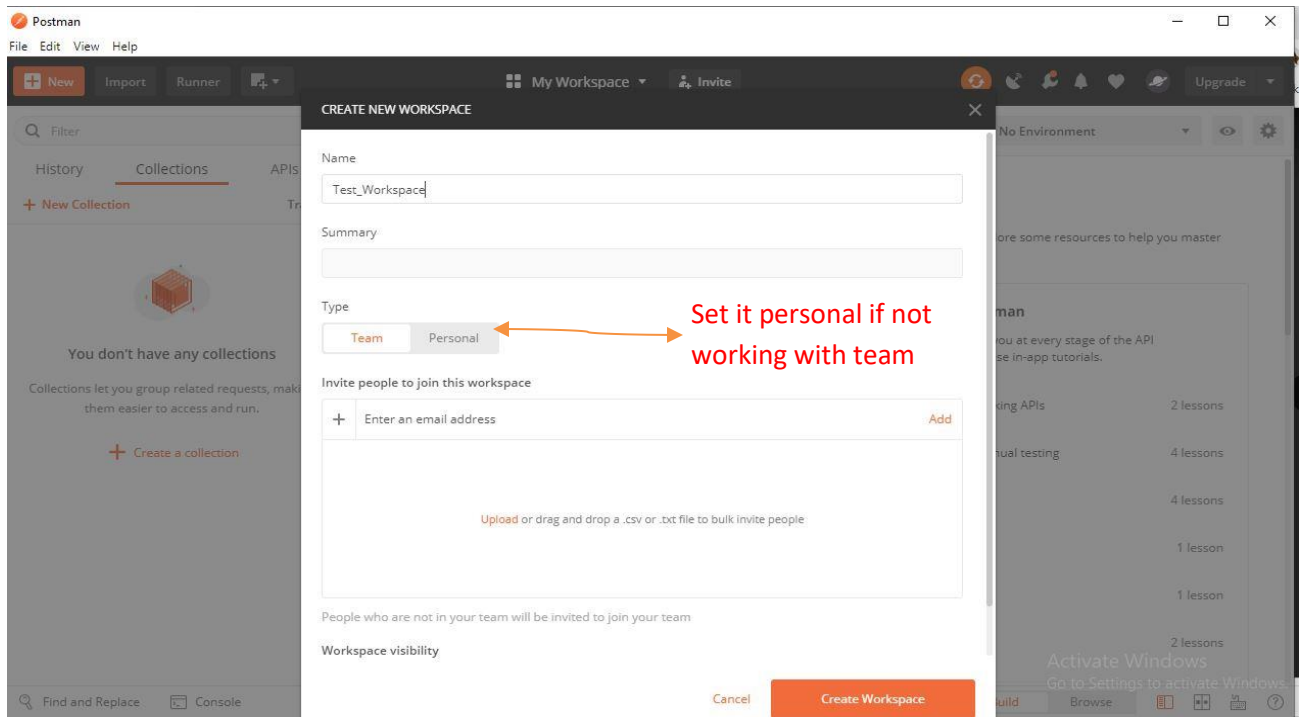 Postman
File Edit View Help
New Import Runner My Workspace Invite Upgrade
CREATE NEW WORKSPACE
Filter
No Environment
History Collections APIs
Name
Test_Workspace
+ New Collection
Summary
ore some resources to help you master
Type
Team Personal
Set it personal if not
working with team
man
you at every stage of the API
se in-app tutorials.
You don't have any collections
Collections let you group related requests, maki
them easier to access and run.
+ Create a collection
Invite people to join this workspace
+ Enter an email address Add
king APIs 2 lessons
nual testing 4 lessons
4 lessons
Upload or drag and drop a .csv or .txt file to bulk invite people
1 lesson
1 lesson
People who are not in your team will be invited to join your team
2 lessons
Workspace visibility
Activate Windows
Go to Settings to activate Windows.
Cancel Create Workspace
Find and Replace Console uild Browse